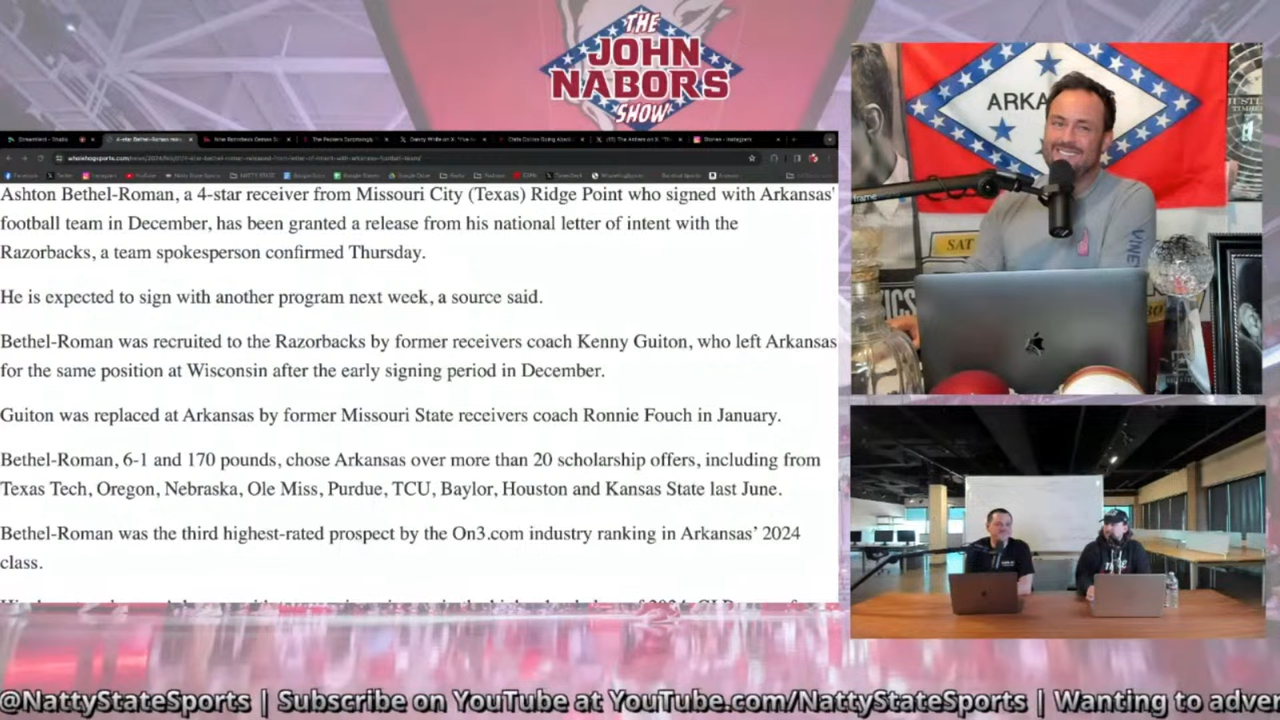 THE
JOHN
NABORS
SHOW
wholehogsports.com
Ashton Bethel-Roman, a 4-star receiver from Missouri City (Texas) Ridge Point who signed with Arkansas'
football team in December, has been granted a release from his national letter of intent with the
Razorbacks, a team spokesperson confirmed Thursday.
He is expected to sign with another program next week, a source said.
Bethel-Roman was recruited to the Razorbacks by former receivers coach Kenny Guiton, who left Arkansas
for the same position at Wisconsin after the early signing period in December.
Guiton was replaced at Arkansas by former Missouri State receivers coach Ronnie Fouch in January.
Bethel-Roman, 6-1 and 170 pounds, chose Arkansas over more than 20 scholarship offers, including from
Texas Tech, Oregon, Nebraska, Ole Miss, Purdue, TCU, Baylor, Houston and Kansas State last June.
Bethel-Roman was the third highest-rated prospect by the On3.com industry ranking in Arkansas' 2024
class.
ARKA
frame
SAT
VINE
JUSTIN
TIMBER
@NattyStateSports | Subscribe on YouTube at YouTube.com/NattyStateSports | Wanting to adver